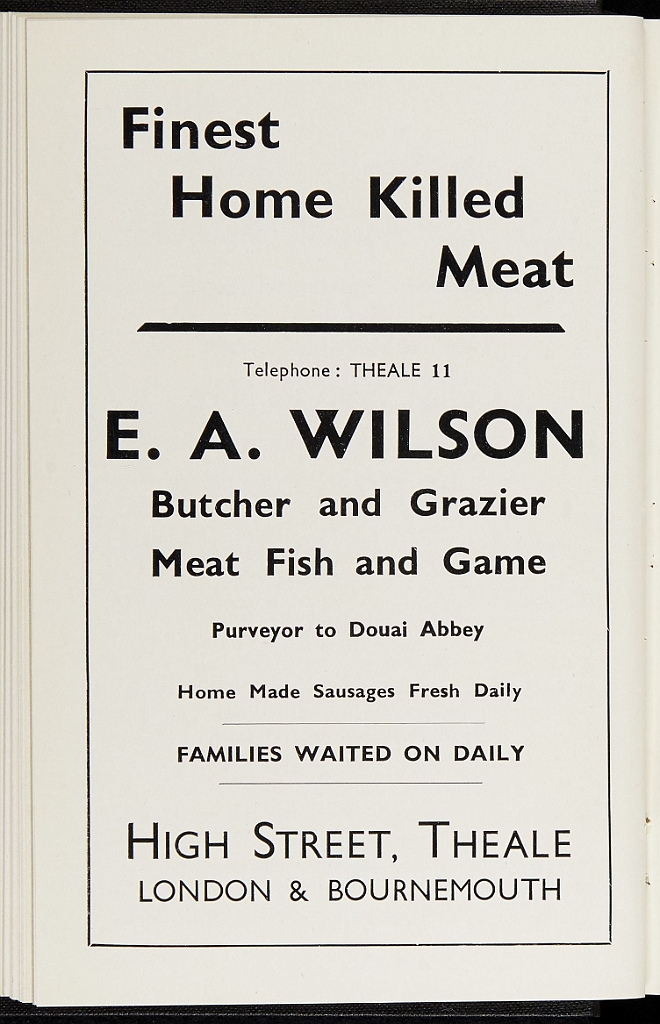 Finest
Home Killed
Meat
Telephone: THEALE 11
E. A. WILSON
Butcher and Grazier
Meat Fish and Game
Purveyor to Douai Abbey
Home Made Sausages Fresh Daily
FAMILIES WAITED ON DAILY
HIGH STREET, THEALE
LONDON & BOURNEMOUTH